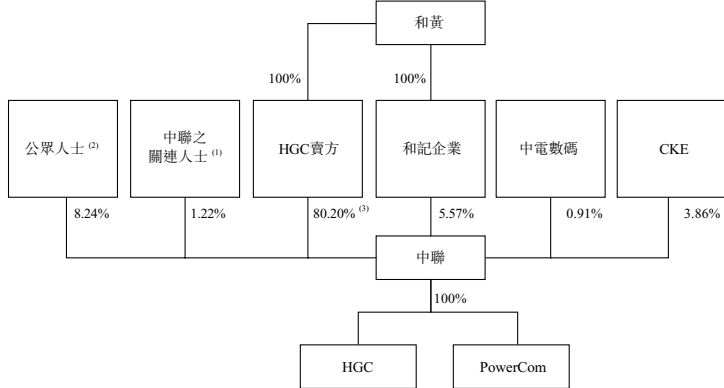 和黃
100%
100%
公眾人士 (2)
中聯之
關連人士 (1)
HGC賣方
和記企業
中電數碼
CKE
8.24%
1.22%
80.20% (3)
5.57%
0.91%
3.86%
中聯
100%
HGC
PowerCom